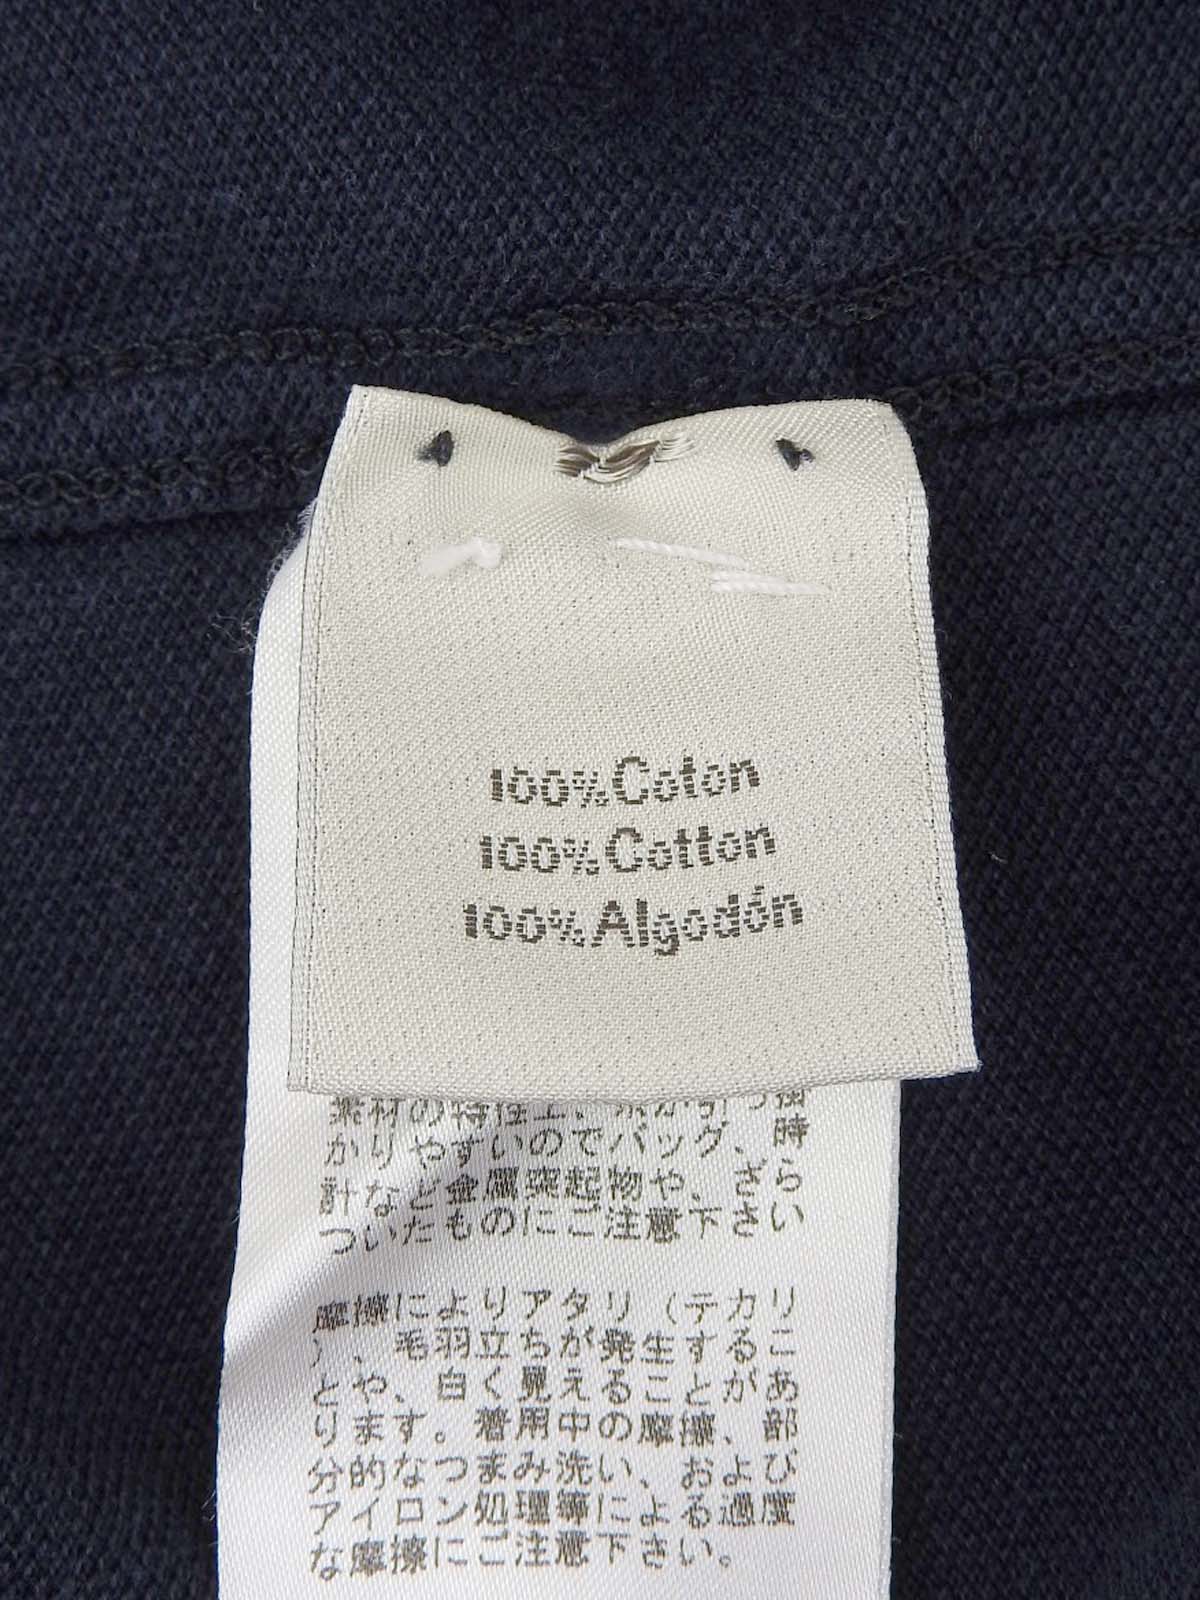 100%Coton
100%Cotton
100%Algodón
素材の特性上、糸が引っ掛
かりやすいのでバッグ、時
計など金属突起物や、ざら
ついたものにご注意下さい
摩擦によりアタリ（テカリ
）、毛羽立ちが発生するこ
とや、白く見えることがあ
ります。着用中の摩擦、部
分的なつまみ洗い、および
アイロン処理等による過度
な摩擦にご注意下さい。